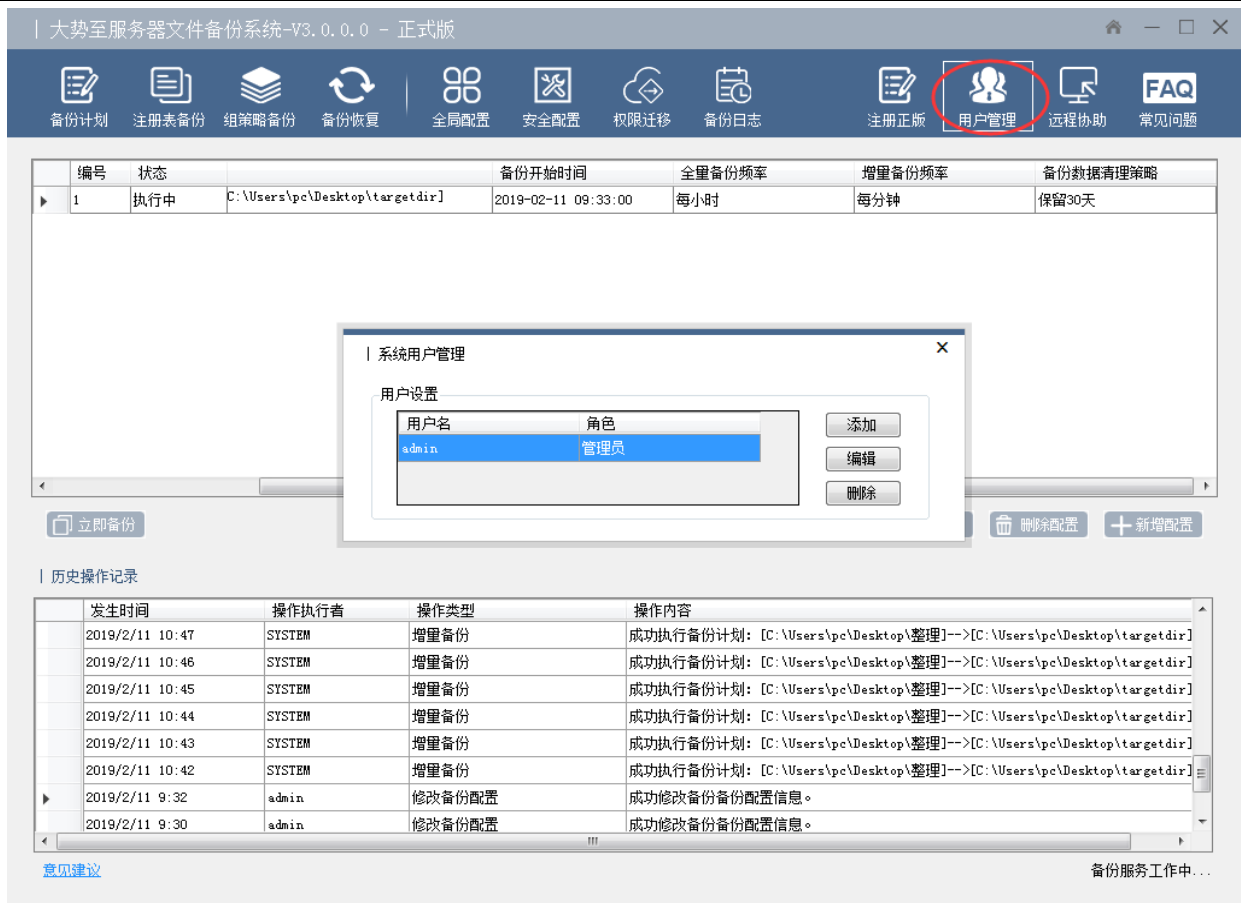 大势至服务器文件备份系统-V3.0.0.0 - 正式版
备份计划 注册表备份 组策略备份 备份恢复 全局配置 安全配置 权限迁移 备份日志 注册正版 用户管理 远程协助 FAQ 常见问题
编号 状态 备份开始时间 全量备份频率 增量备份频率 备份数据清理策略
1 执行中 C:\Users\pc\Desktop\targetdir] 2019-02-11 09:33:00 每小时 每分钟 保留30天
系统用户管理
用户设置
用户名 角色
admin 管理员
添加
编辑
删除
立即备份 删除配置 新增配置
历史操作记录
发生时间 操作执行者 操作类型 操作内容
2019/2/11 10:47 SYSTEM 增量备份 成功执行备份计划: [C:\Users\pc\Desktop\整理]-->[C:\Users\pc\Desktop\targetdir]
2019/2/11 10:46 SYSTEM 增量备份 成功执行备份计划: [C:\Users\pc\Desktop\整理]-->[C:\Users\pc\Desktop\targetdir]
2019/2/11 10:45 SYSTEM 增量备份 成功执行备份计划: [C:\Users\pc\Desktop\整理]-->[C:\Users\pc\Desktop\targetdir]
2019/2/11 10:44 SYSTEM 增量备份 成功执行备份计划: [C:\Users\pc\Desktop\整理]-->[C:\Users\pc\Desktop\targetdir]
2019/2/11 10:43 SYSTEM 增量备份 成功执行备份计划: [C:\Users\pc\Desktop\整理]-->[C:\Users\pc\Desktop\targetdir]
2019/2/11 10:42 SYSTEM 增量备份 成功执行备份计划: [C:\Users\pc\Desktop\整理]-->[C:\Users\pc\Desktop\targetdir]
2019/2/11 9:32 admin 修改备份配置 成功修改备份备份配置信息。
2019/2/11 9:30 admin 修改备份配置 成功修改备份备份配置信息。
意见建议 备份服务工作中...